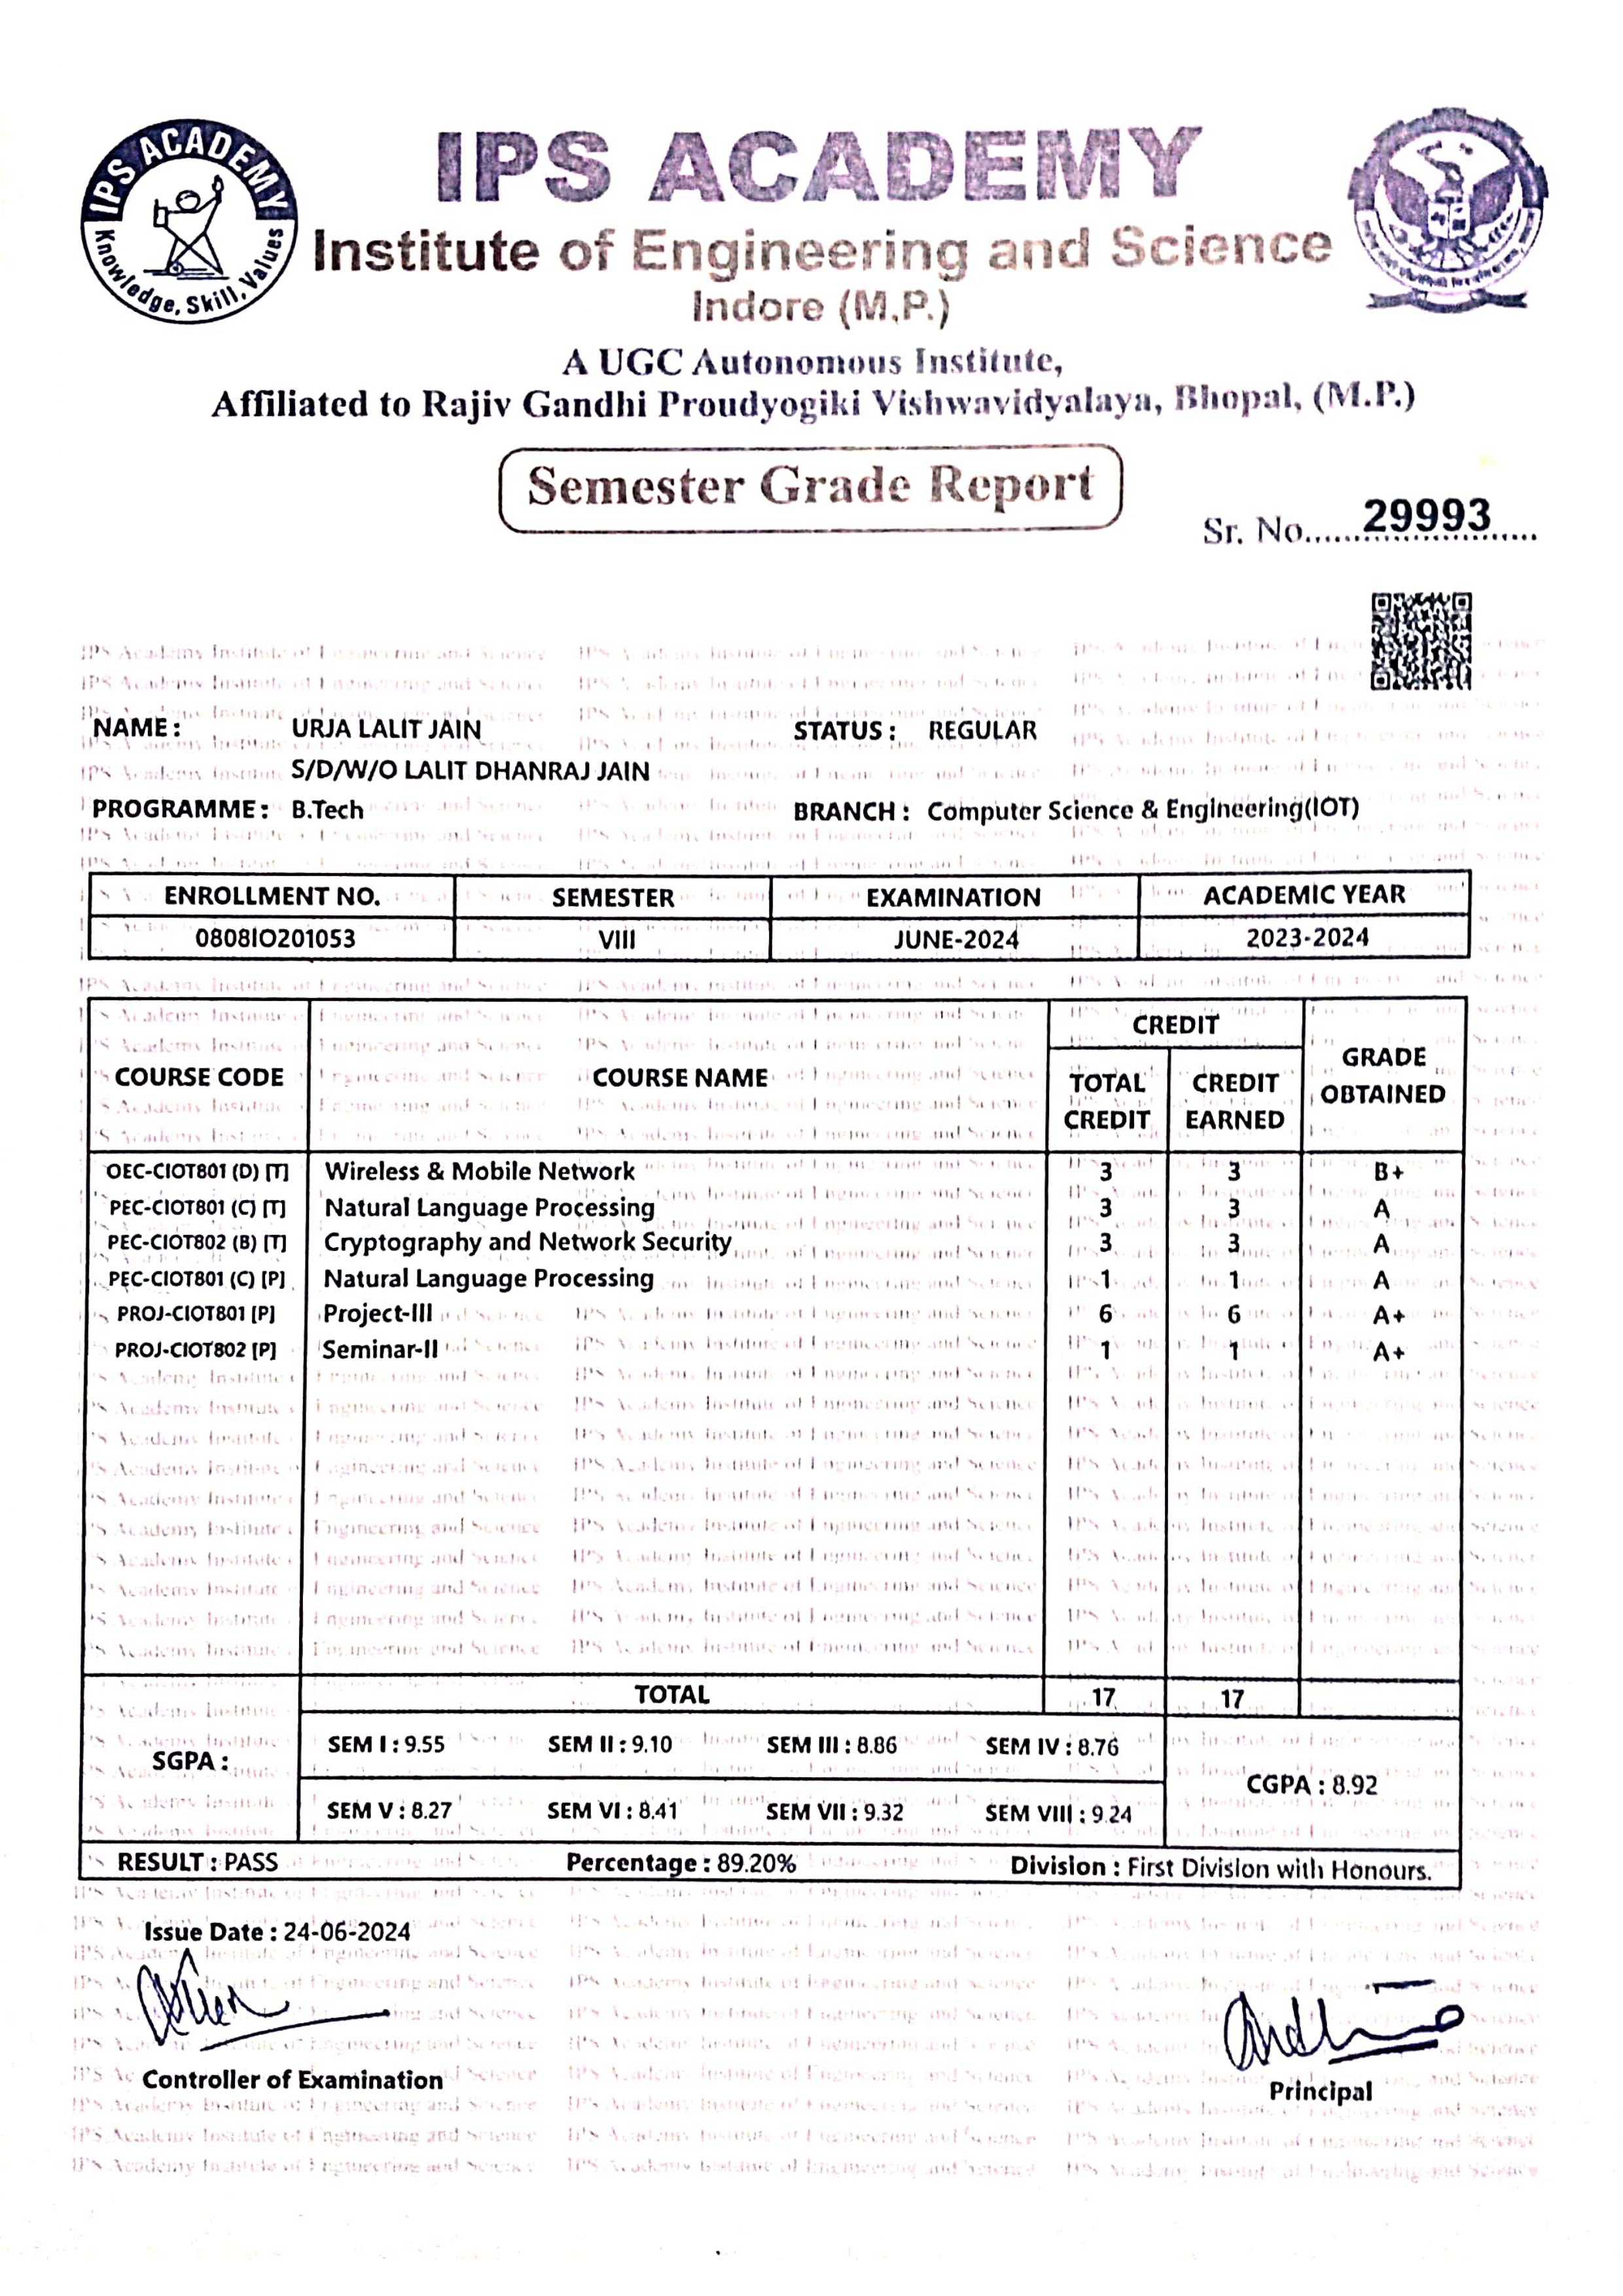 IPS ACADEMY
Knowledge, Skill, Values
IPS ACADEMY
Institute of Engineering and Science
Indore (M.P.)
A UGC Autonomous Institute,
Affiliated to Rajiv Gandhi Proudyogiki Vishwavidyalaya, Bhopal, (M.P.)
Semester Grade Report
Sr. No. 29993
NAME : URJA LALIT JAIN STATUS : REGULAR
S/D/W/O LALIT DHANRAJ JAIN
PROGRAMME : B.Tech BRANCH : Computer Science & Engineering(IOT)
ENROLLMENT NO. SEMESTER EXAMINATION ACADEMIC YEAR
0808IO201053 VIII JUNE-2024 2023-2024
COURSE CODE COURSE NAME CREDIT GRADE OBTAINED
TOTAL CREDIT CREDIT EARNED
OEC-CIOT801 (D) [T] Wireless & Mobile Network 3 3 B+
PEC-CIOT801 (C) [T] Natural Language Processing 3 3 A
PEC-CIOT802 (B) [T] Cryptography and Network Security 3 3 A
PEC-CIOT801 (C) [P] Natural Language Processing 1 1 A
PROJ-CIOT801 [P] Project-III 6 6 A+
PROJ-CIOT802 [P] Seminar-II 1 1 A+
TOTAL 17 17
SGPA :
SEM I : 9.55 SEM II : 9.10 SEM III : 8.86 SEM IV : 8.76
CGPA : 8.92
SEM V : 8.27 SEM VI : 8.41 SEM VII : 9.32 SEM VIII : 9.24
RESULT : PASS Percentage : 89.20% Division : First Division with Honours.
Issue Date : 24-06-2024
Controller of Examination
Principal